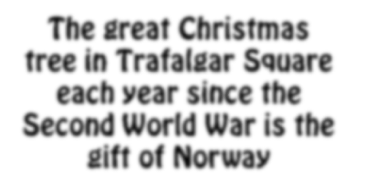 The great Christmas
tree in Trafalgar Square
each year since the
Second World War is the
gift of Norway